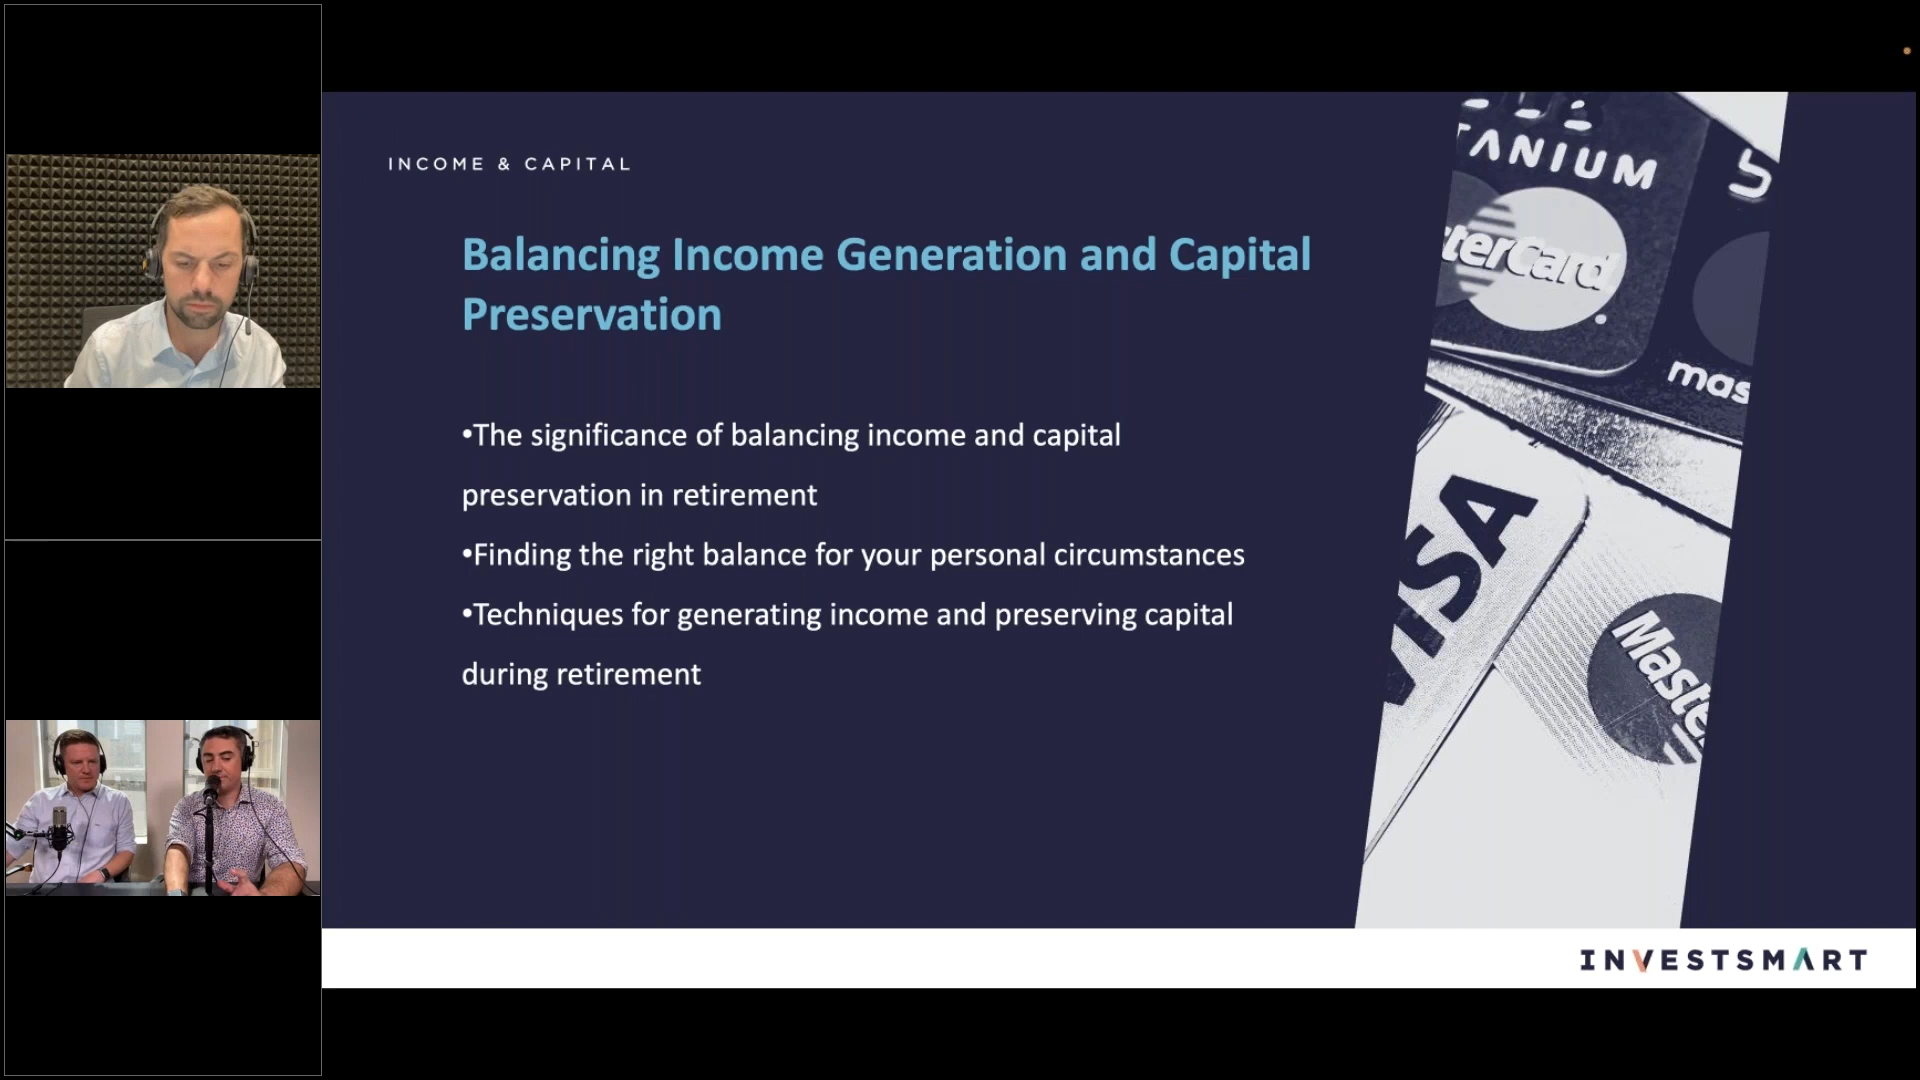 INCOME & CAPITAL
Balancing Income Generation and Capital
Preservation
•The significance of balancing income and capital
preservation in retirement
•Finding the right balance for your personal circumstances
•Techniques for generating income and preserving capital
during retirement
TANIUM
terCard
mas
VISA
Maste
INVESTSMART